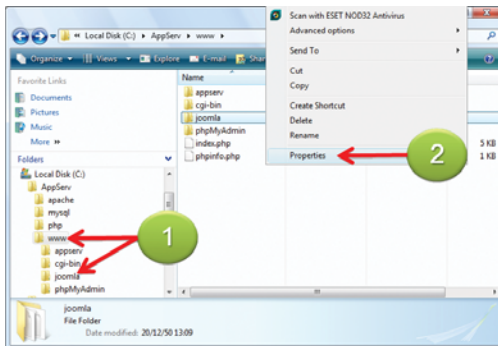 Scan with ESET NOD32 Antivirus
Advanced options
Send To
Cut
Copy
Create Shortcut
Delete
Rename
Properties
2
« Local Disk (C:) ▸ AppServ ▸ www ▸
Organize Views Explore E-mail Shar
Favorite Links
Documents
Pictures
Music
More »
Folders
Local Disk (C:)
AppServ
apache
mysql
php
www
appserv
cgi-bin
joomla
phpMyAdmin
1
Name
appserv
cgi-bin
joomla
phpMyAdmin
index.php
5 KB
phpinfo.php
1 KB
joomla
File Folder
Date modified: 20/12/50 13:09